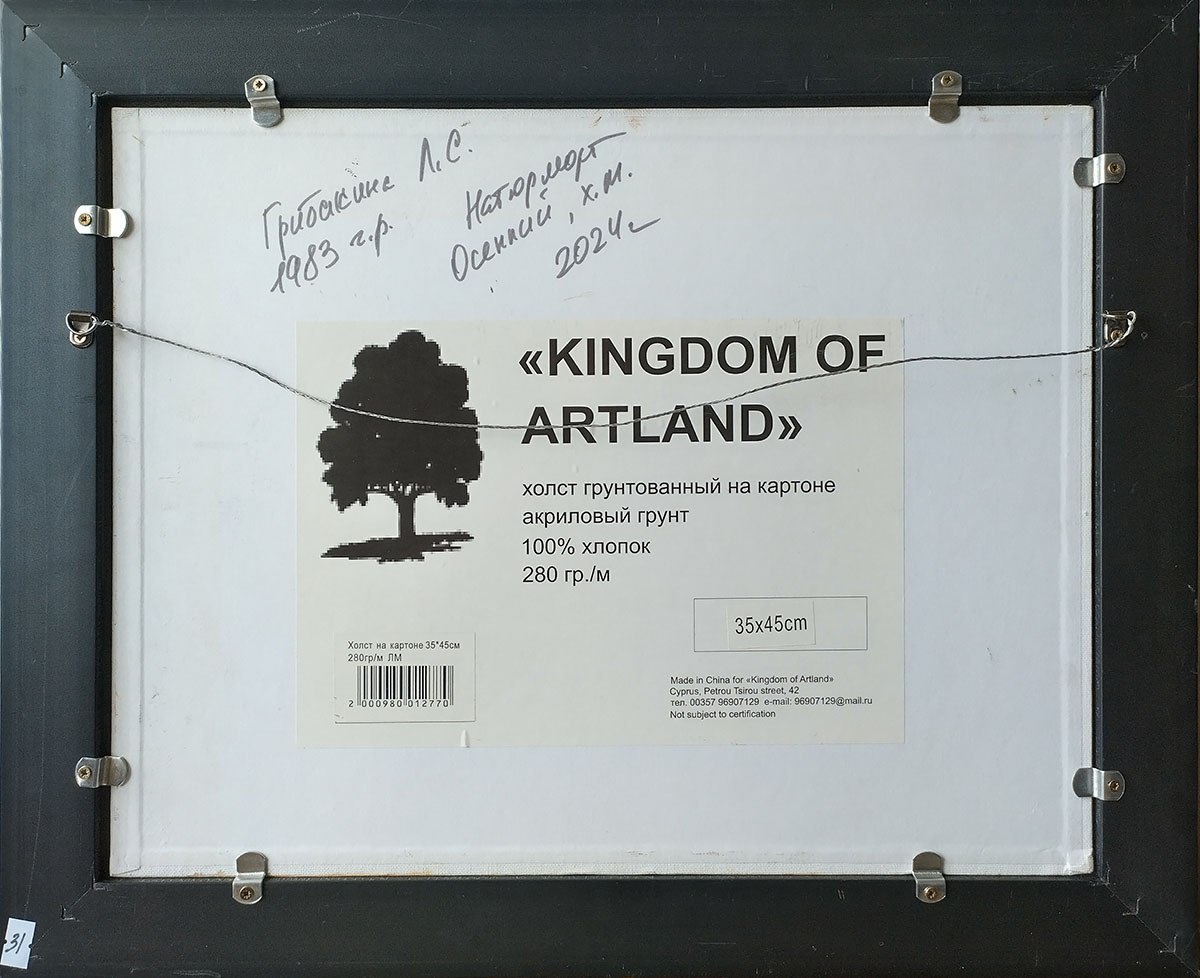 Грибакина Л.С.
1983 г.р.
Натюрморт
Осенний, х.м.
2024г
«KINGDOM OF
ARTLAND»
холст грунтованный на картоне
акриловый грунт
100% хлопок
280 гр./м
35x45cm
Холст на картоне 35*45см
280гр/м ЛМ
2 000980 012770
Made in China for «Kingdom of Artland»
Cyprus, Petrou Tsirou street, 42
тел. 00357 96907129 e-mail: 96907129@mail.ru
Not subject to certification
31